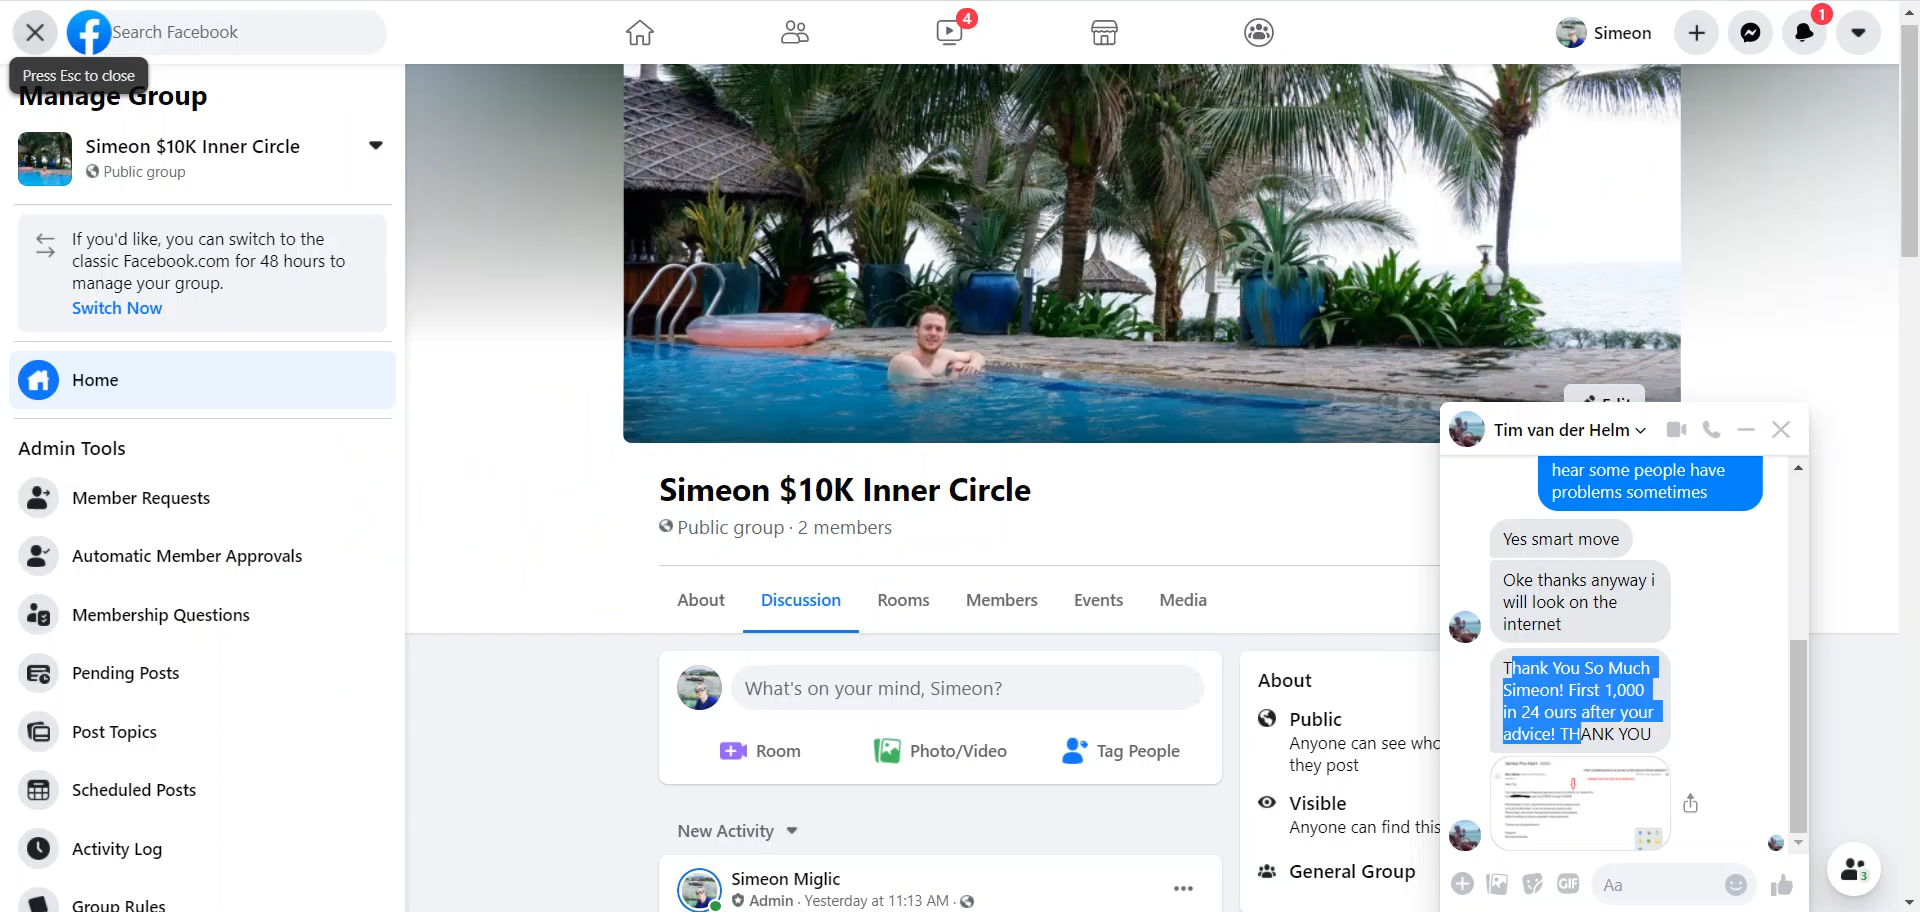 Search Facebook
4
Simeon
1
Press Esc to close
Manage Group
Simeon $10K Inner Circle
Public group
If you'd like, you can switch to the
classic Facebook.com for 48 hours to
manage your group.
Switch Now
Home
Admin Tools
Member Requests
Automatic Member Approvals
Membership Questions
Pending Posts
Post Topics
Scheduled Posts
Activity Log
Group Rules
Edit
Simeon $10K Inner Circle
Public group · 2 members
About
Discussion
Rooms
Members
Events
Media
What's on your mind, Simeon?
Room
Photo/Video
Tag People
New Activity
Simeon Miglic
Admin · Yesterday at 11:13 AM ·
About
Public
Anyone can see who
they post
Visible
Anyone can find this
General Group
Tim van der Helm
hear some people have
problems sometimes
Yes smart move
Oke thanks anyway i
will look on the
internet
Thank You So Much
Simeon! First 1,000
in 24 ours after your
advice! THANK YOU
GIF
Aa
3